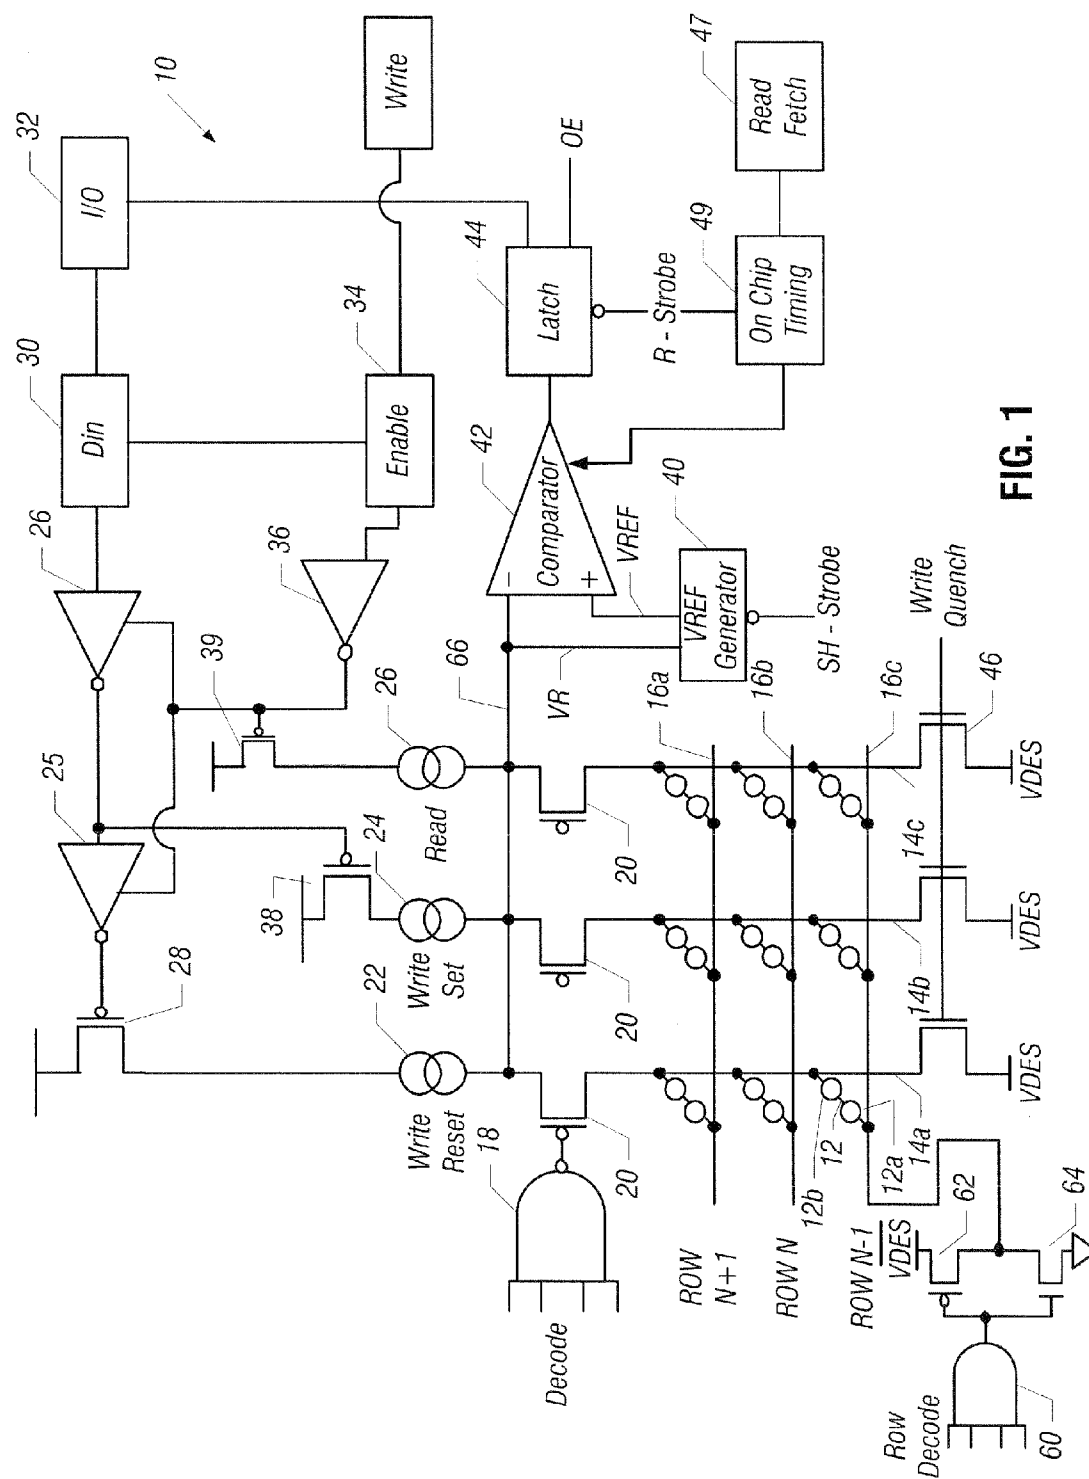 10
32
I/O
Write
30
Din
34
Enable
26
36
25
39
28
38
24
22
26
Read
Write
Set
Write
Reset
66
42
Comparator
-
+
44
Latch
OE
R - Strobe
47
Read
Fetch
49
On Chip
Timing
VREF
40
VREF
Generator
SH - Strobe
VR
18
Decode
20
20
20
16a
16b
16c
ROW
N+1
ROW N
ROW N-1
12b
12
12a
14a
14b
14c
Write
Quench
46
VDES
VDES
VDES
VDES
62
64
Row
Decode
60
FIG. 1